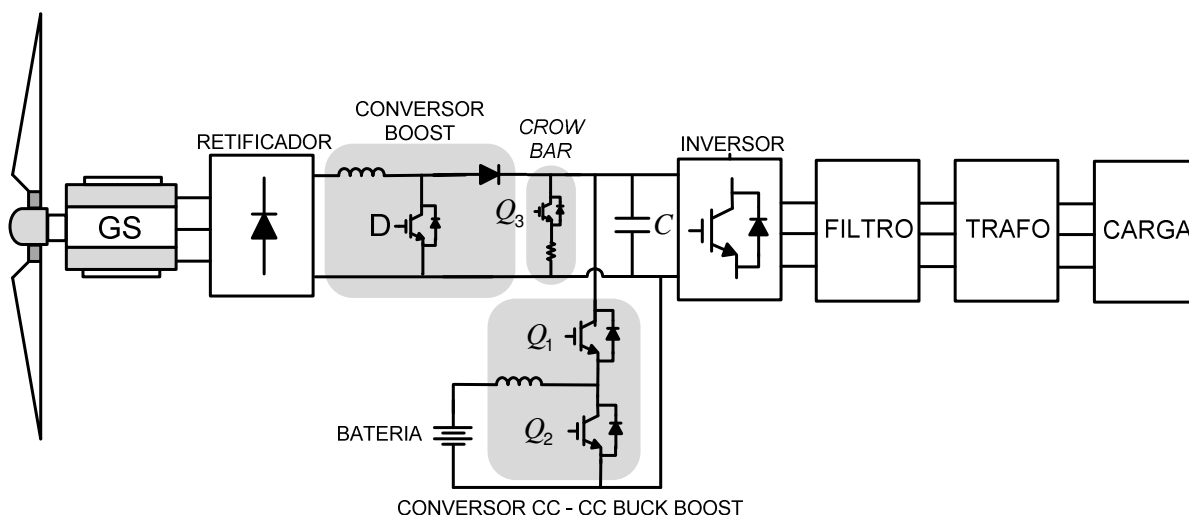 CONVERSOR
BOOST
CROW
BAR
RETIFICADOR
INVERSOR
GS
D
Q3
C
FILTRO
TRAFO
CARGA
Q1
BATERIA
Q2
CONVERSOR CC - CC BUCK BOOST